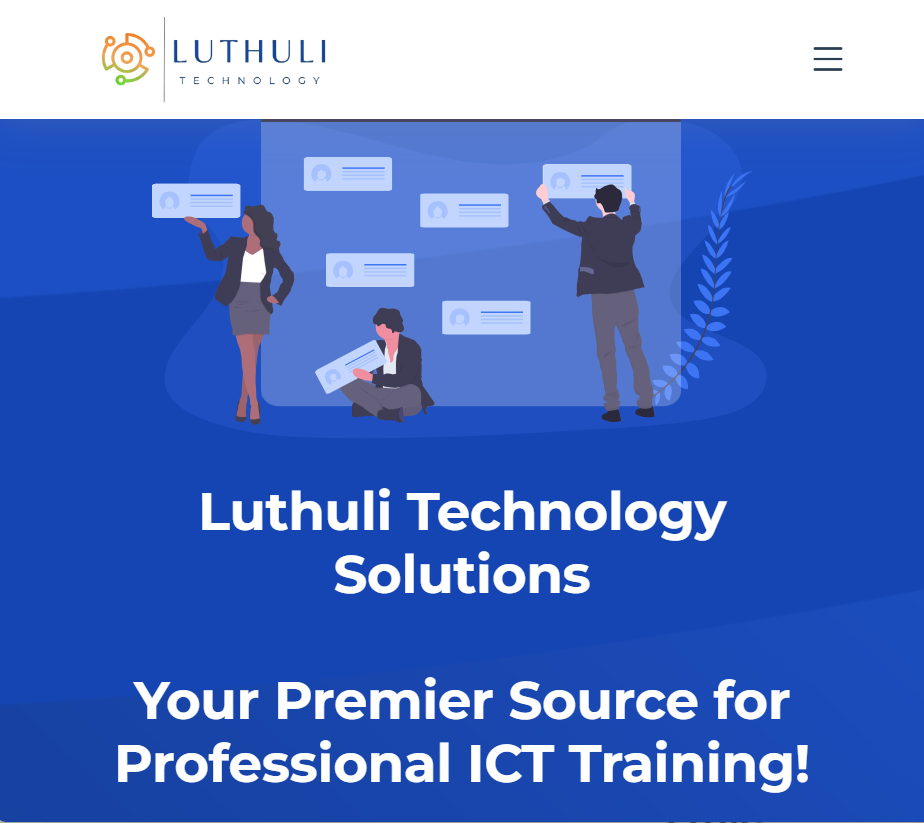 LUTHULI
TECHNOLOGY
Luthuli Technology
Solutions
Your Premier Source for
Professional ICT Training!